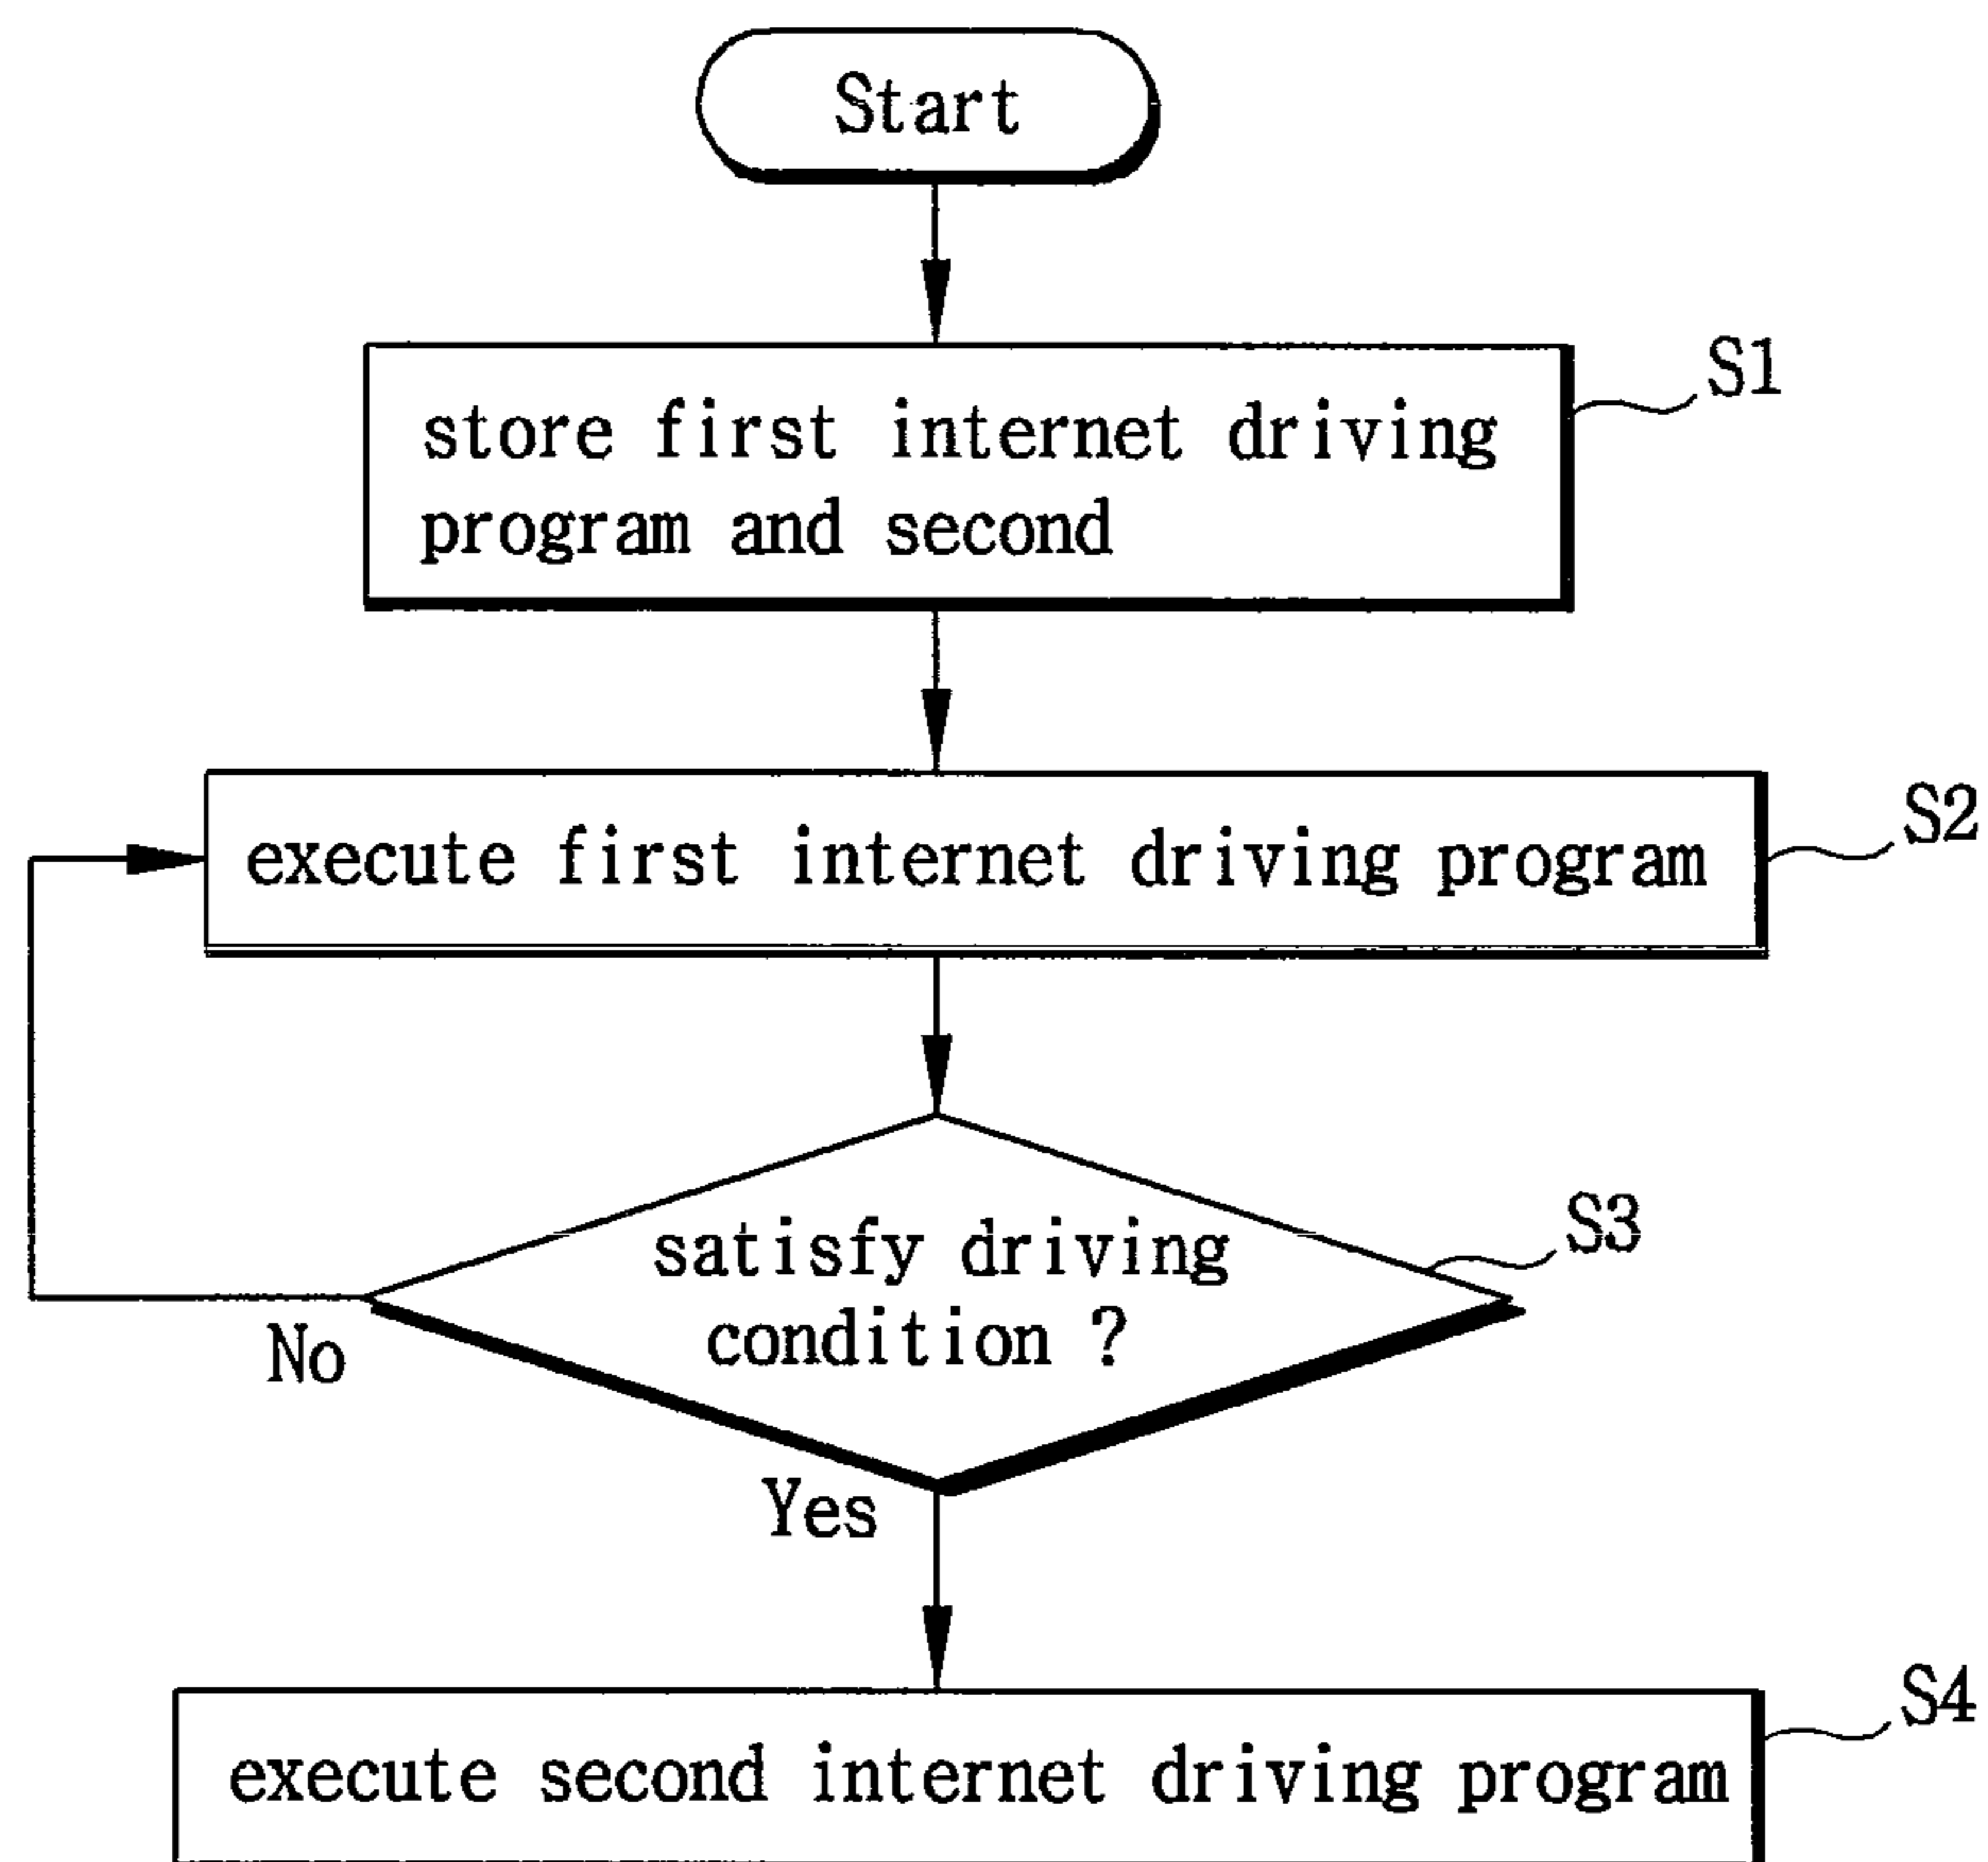 Start
store first internet driving
program and second
S1
execute first internet driving program
S2
satisfy driving
condition ?
S3
No
Yes
execute second internet driving program
S4